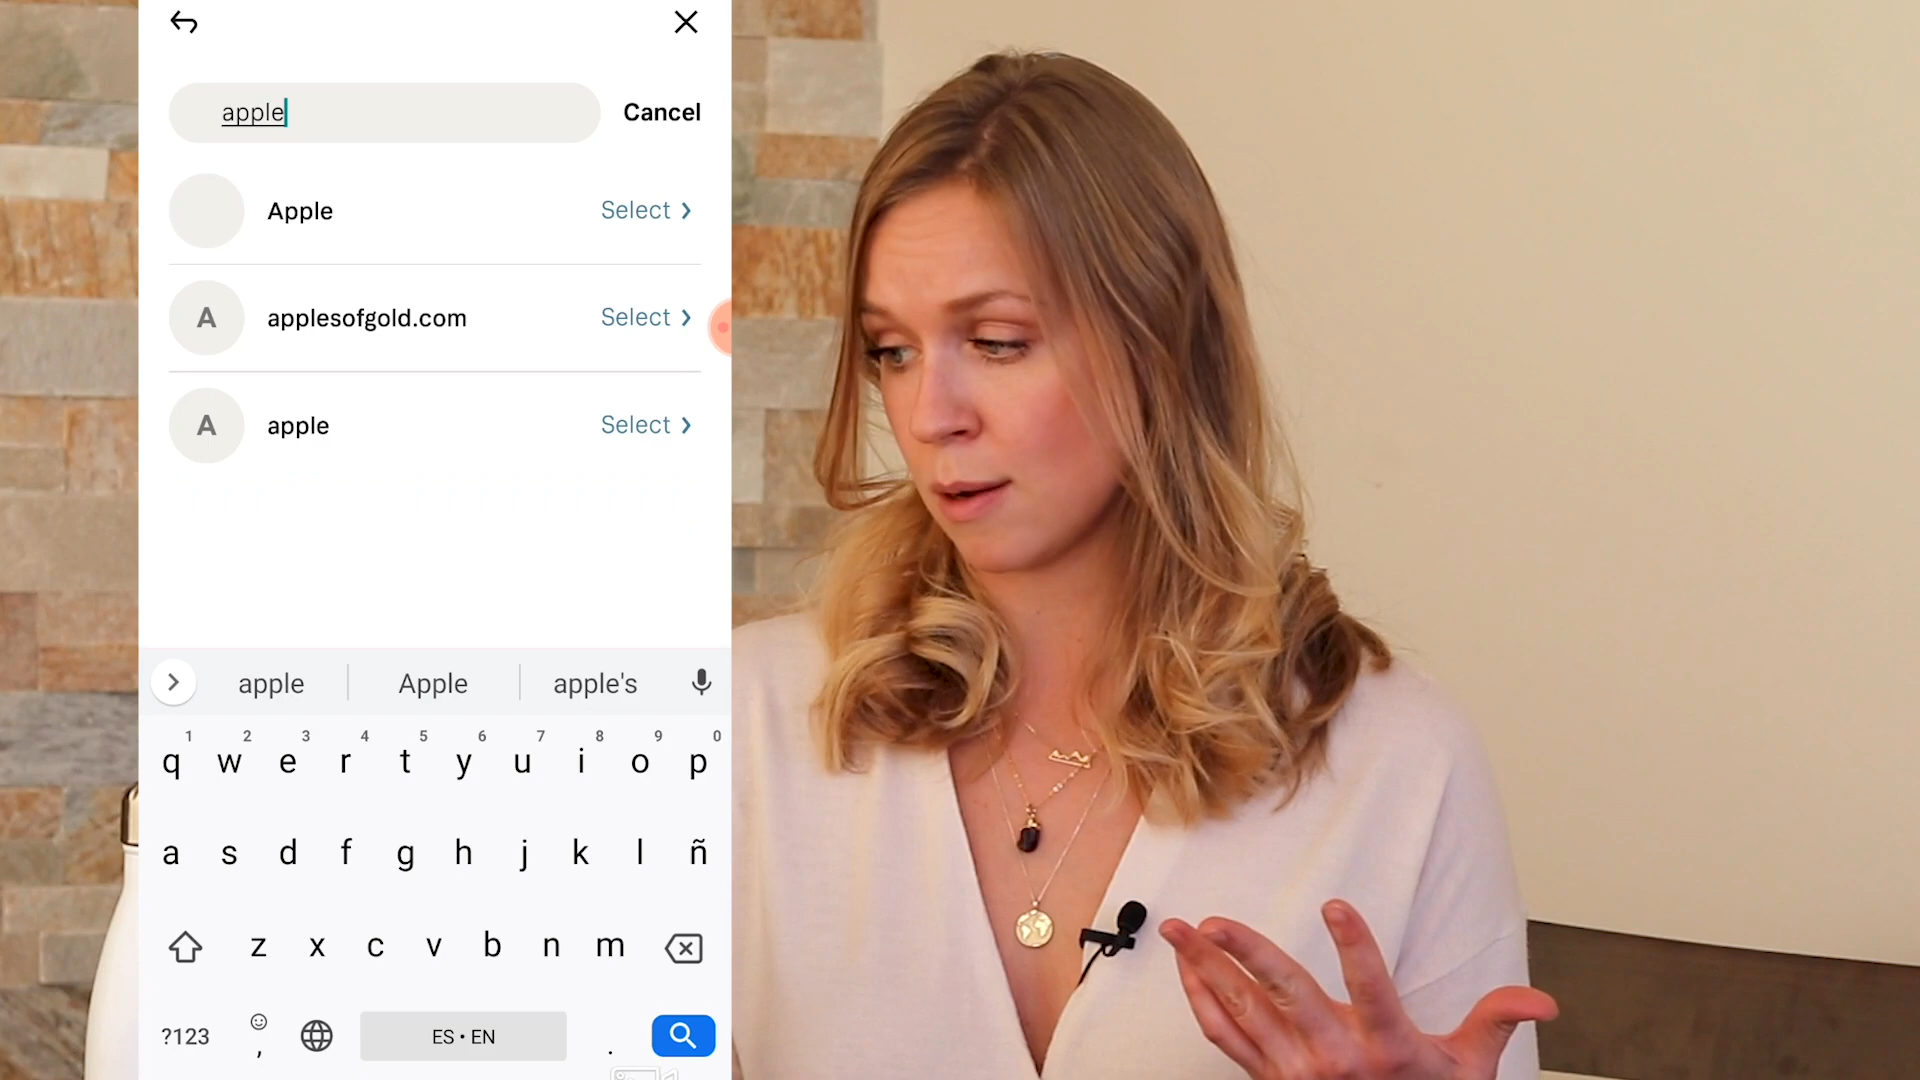 apple
Cancel
Apple
Select
A
applesofgold.com
Select
A
apple
Select
apple
Apple
apple's
1 2 3 4 5 6 7 8 9 0
q w e r t y u i o p
a s d f g h j k l ñ
z x c v b n m
?123
,
ES • EN
.